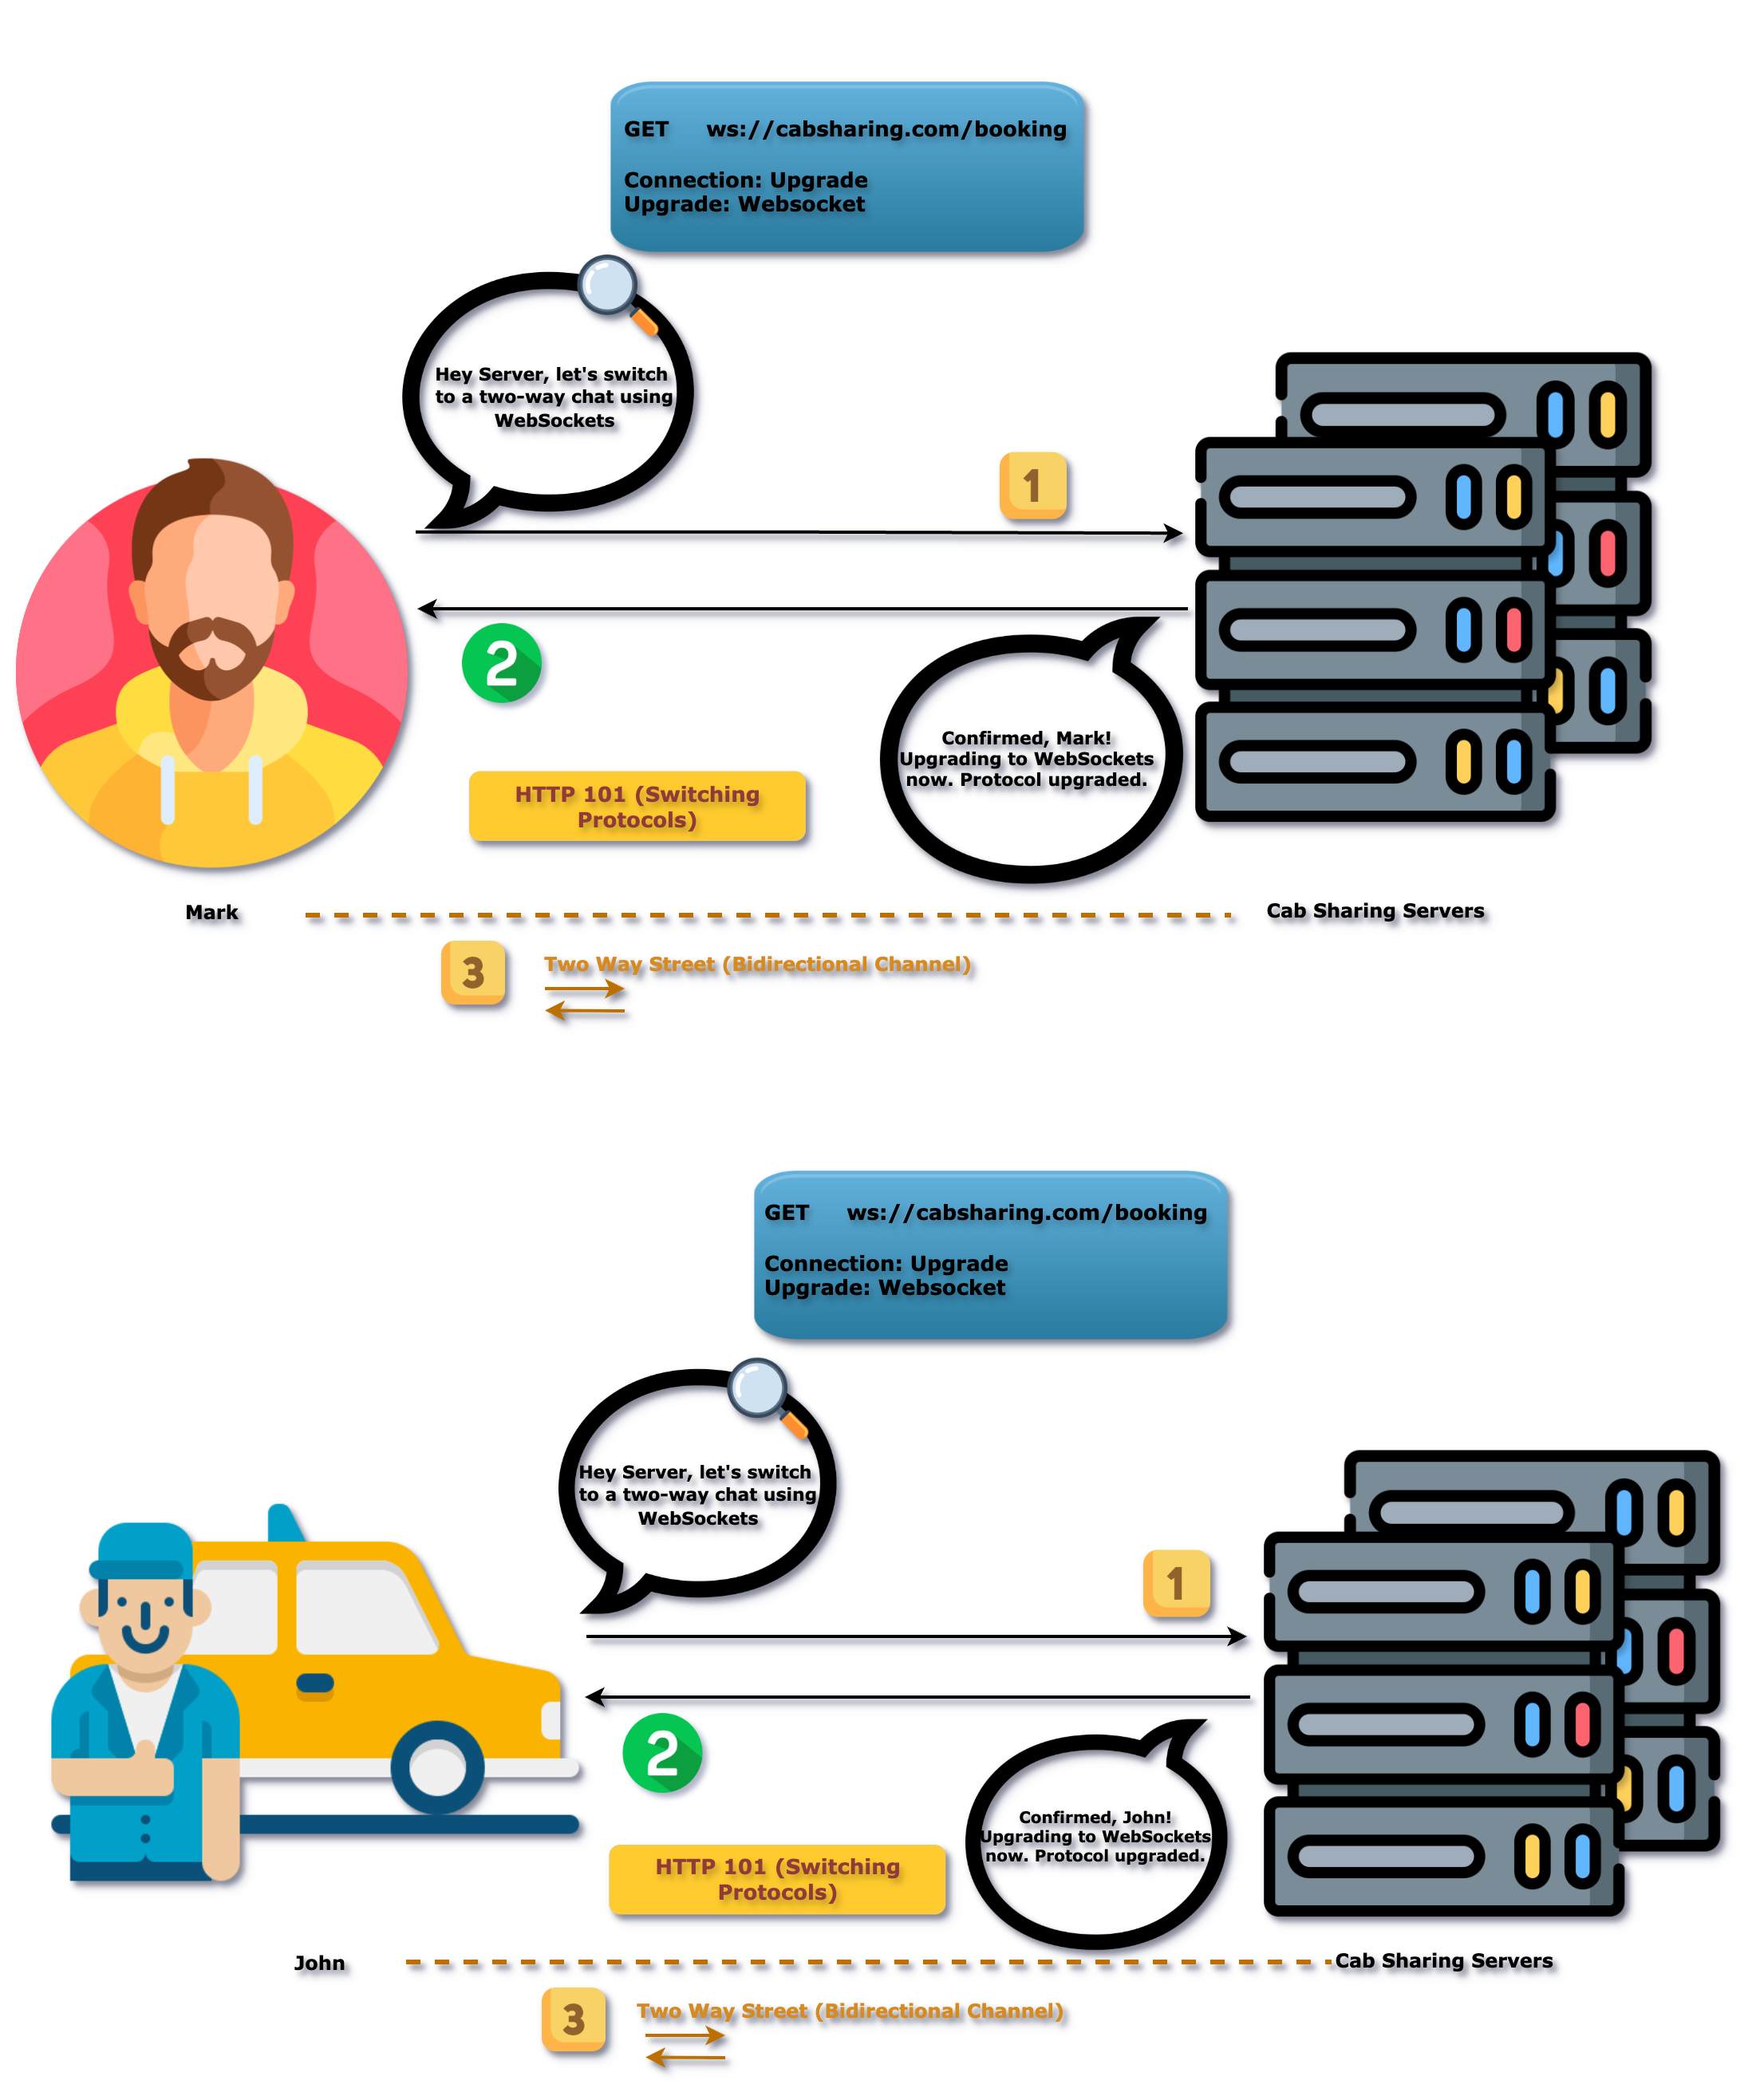 GET ws://cabsharing.com/booking
Connection: Upgrade
Upgrade: Websocket
Hey Server, let's switch
to a two-way chat using
WebSockets
1
2
Confirmed, Mark!
Upgrading to WebSockets
now. Protocol upgraded.
HTTP 101 (Switching
Protocols)
Mark
Cab Sharing Servers
3
Two Way Street (Bidirectional Channel)
GET ws://cabsharing.com/booking
Connection: Upgrade
Upgrade: Websocket
Hey Server, let's switch
to a two-way chat using
WebSockets
1
2
Confirmed, John!
Upgrading to WebSockets
now. Protocol upgraded.
HTTP 101 (Switching
Protocols)
John
Cab Sharing Servers
3
Two Way Street (Bidirectional Channel)